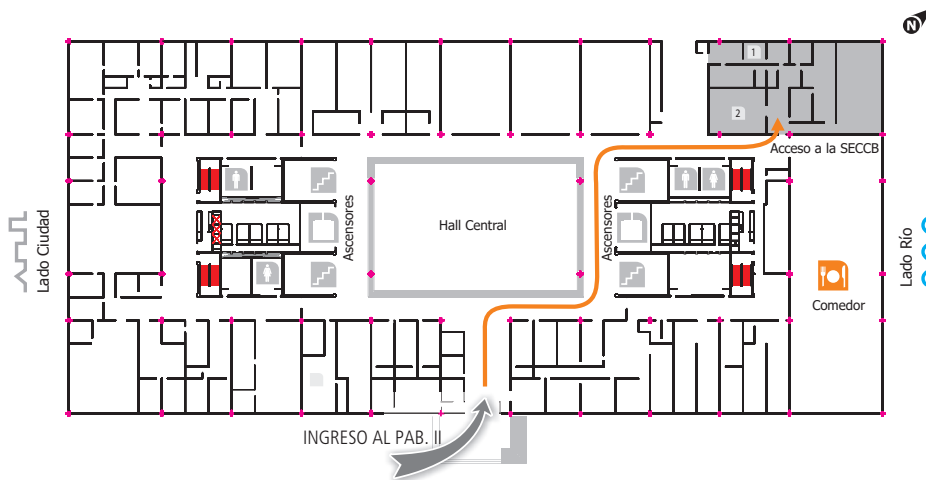 N
1
2
Acceso a la SECCB
Lado Ciudad
Ascensores
Hall Central
Ascensores
Lado Río
Comedor
INGRESO AL PAB. II